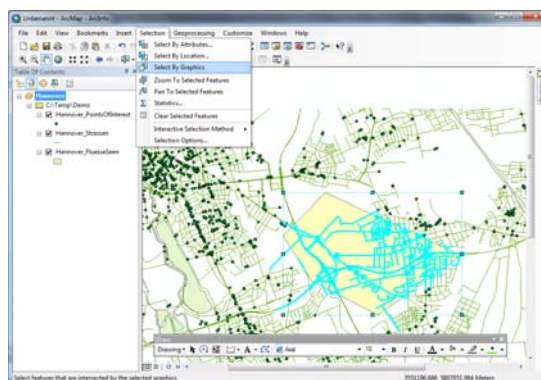 Unbenannt - ArcMap - ArcInfo
File Edit View Bookmarks Insert Selection Geoprocessing Customize Windows Help
Select By Attributes...
Select By Location...
Select By Graphics
Zoom To Selected Features
Pan To Selected Features
Statistics...
Clear Selected Features
Interactive Selection Method
Selection Options...
Table Of Contents
Hannover
C:\Temp\Demo
Hannover_PointsOfInterest
Hannover_Strassen
Hannover_FluesseSeen
Draw
Drawing
A
Arial
10
B I U A
Select features that are intersected by the selected graphics
Meters